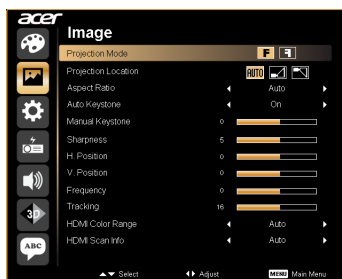 acer
Image
Projection Mode F F
Projection Location AUTO
Aspect Ratio Auto
Auto Keystone On
Manual Keystone 0
Sharpness 5
H. Position 0
V. Position 0
Frequency 0
Tracking 16
HDMI Color Range Auto
HDMI Scan Info Auto
3D
ABC
Select Adjust MENU Main Menu